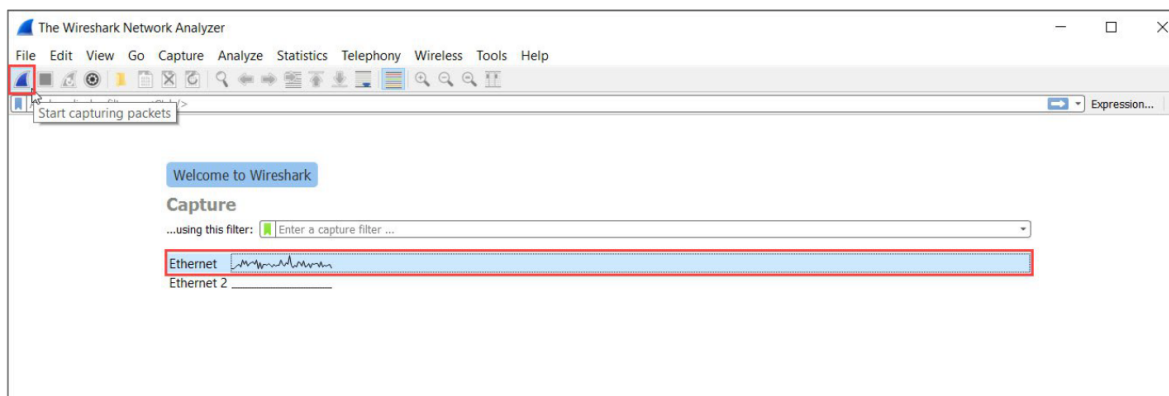 The Wireshark Network Analyzer
File Edit View Go Capture Analyze Statistics Telephony Wireless Tools Help
Expression...
Start capturing packets
Welcome to Wireshark
Capture
...using this filter: Enter a capture filter ...
Ethernet
Ethernet 2